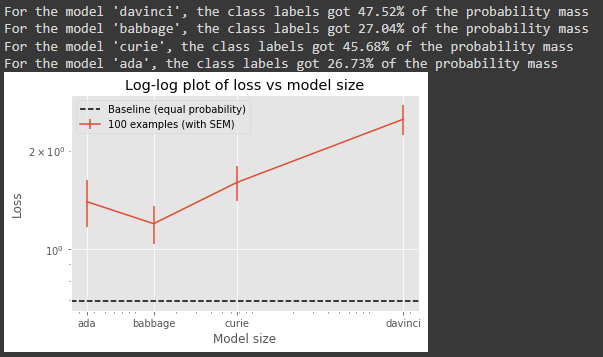 For the model 'davinci', the class labels got 47.52% of the probability mass
For the model 'babbage', the class labels got 27.04% of the probability mass
For the model 'curie', the class labels got 45.68% of the probability mass
For the model 'ada', the class labels got 26.73% of the probability mass
Log-log plot of loss vs model size
Baseline (equal probability)
100 examples (with SEM)
2 × 10⁰
Loss
10⁰
ada babbage curie davinci
Model size